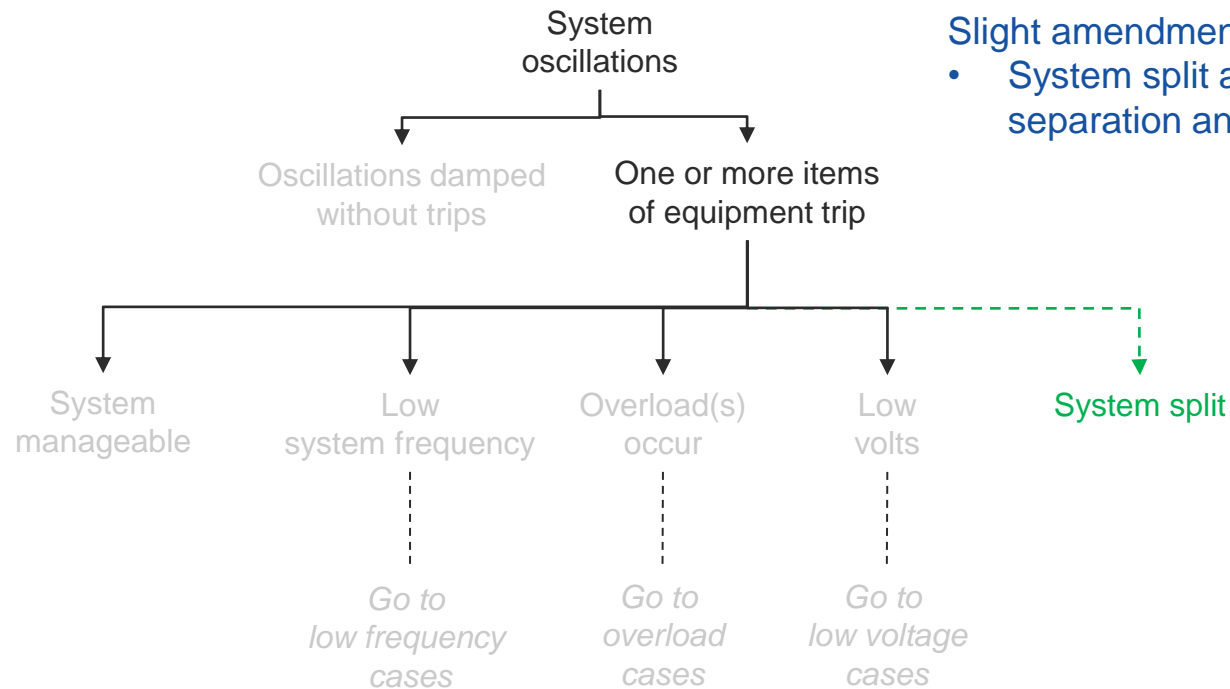 System
oscillations
Slight
• System split
separation
Oscillations damped
without trips
One or more items
of equipment trip
System
manageable
Low
system frequency
Overload(s)
occur
Low
volts
System split
Go to
low frequency
cases
Go to
overload
cases
Go to
low voltage
cases